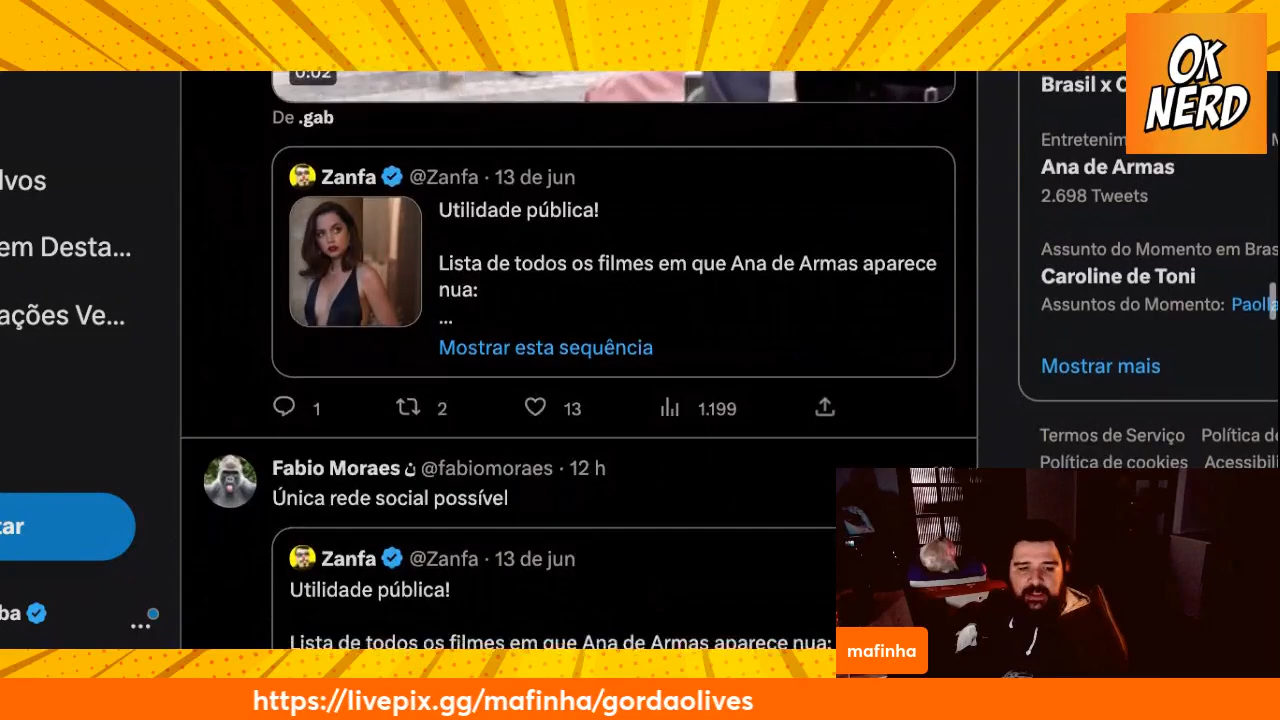 OK
NERD
0:02
De .gab
Zanfa @Zanfa · 13 de jun
Utilidade pública!
Lista de todos os filmes em que Ana de Armas aparece
nua:
...
Mostrar esta sequência
1 2 13 1.199
Fabio Moraes @fabiomoraes · 12 h
Única rede social possível
Zanfa @Zanfa · 13 de jun
Utilidade pública!
Lista de todos os filmes em que Ana de Armas aparece nua:
lvos
em Desta...
ações Ve...
tar
ba
...
Brasil x
Entretenim
Ana de Armas
2.698 Tweets
Assunto do Momento em Bras
Caroline de Toni
Assuntos do Momento: Paolla
Mostrar mais
Termos de Serviço Política d
Política de cookies Acessibili
mafinha
https://livepix.gg/mafinha/gordaolives